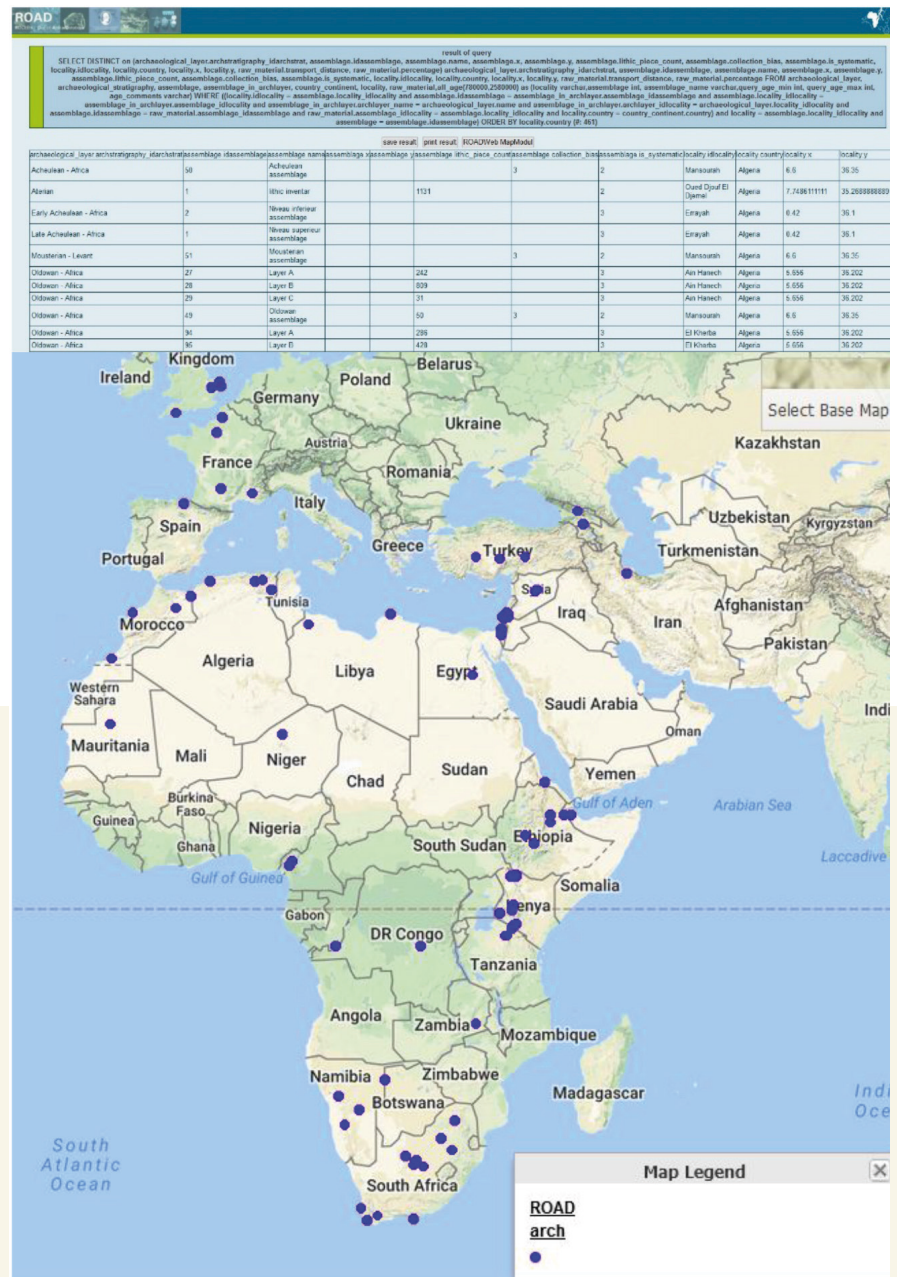 ROAD
result of query
SELECT DISTINCT on (archaeological_layer.archstratigraphy_idarchstrat, assemblage.idassemblage, assemblage.name, assemblage.x, assemblage.y, assemblage.lithic_piece_count, assemblage.collection_bias, assemblage.is_systematic,
locality.idlocality, locality.country, locality.x, locality.y, raw_material.transport_distance, raw_material.percentage) archaeological_layer.archstratigraphy_idarchstrat, assemblage.idassemblage, assemblage.name, assemblage.x, assemblage.y,
assemblage.lithic_piece_count, assemblage.collection_bias, assemblage.is_systematic, locality.idlocality, locality.country, locality.x, locality.y, raw_material.transport_distance, raw_material.percentage FROM archaeological_layer,
archaeological_stratigraphy, assemblage, assemblage_in_archlayer, country_continent, locality, raw_material,all_age(780000,2580000) as (locality varchar,assemblage int, assemblage_name varchar,query_age_min int, query_age_max int,
age_comments varchar) WHERE ((locality.idlocality = assemblage.locality_idlocality and assemblage.idassemblage = assemblage_in_archlayer.assemblage_idassemblage and assemblage.locality_idlocality =
assemblage_in_archlayer.assemblage_idlocality and assemblage_in_archlayer.archlayer_name = archaeological_layer.name and assemblage_in_archlayer.archlayer_idlocality = archaeological_layer.locality_idlocality and
assemblage.idassemblage = raw_material.assemblage_idassemblage and raw_material.assemblage_idlocality = assemblage.locality_idlocality and locality.country = country_continent.country) and locality = assemblage.locality_idlocality and
assemblage = assemblage.idassemblage) ORDER BY locality.country (#: 461)
save result print result ROADWeb MapModul
archaeological_layer archstratigraphy_idarchstrat assemblage idassemblage assemblage name assemblage x assemblage y assemblage lithic_piece_count assemblage collection_bias assemblage is_systematic locality idlocality locality country locality x locality y
Acheulean - Africa 50 Acheulean assemblage 3 2 Mansourah Algeria 6.6 36.35
Aterian 1 lithic inventar 1131 2 Oued Djouf El Djemel Algeria 7.7486111111
Early Acheulean - Africa 2 Niveau inferieur assemblage 3 Errayah Algeria 0.42 36.1
Late Acheulean - Africa 1 Niveau superieur assemblage 3 Errayah Algeria 0.42 36.1
Mousterian - Levant 51 Mousterian assemblage 3 2 Mansourah Algeria 6.6 36.35
Oldowan - Africa 27 Layer A 242 3 Ain Hanech Algeria 5.656 36.202
Oldowan - Africa 28 Layer B 809 3 Ain Hanech Algeria 5.656 36.202
Oldowan - Africa 29 Layer C 31 3 Ain Hanech Algeria 5.656 36.202
Oldowan - Africa 49 Oldowan assemblage 50 3 2 Mansourah Algeria 6.6 36.35
Oldowan - Africa 94 Layer A 286 3 El Kherba Algeria 5.656 36.202
Oldowan - Africa 95 Layer B 428 3 El Kherba Algeria 5.656 36.202
Kingdom
Belarus
Ireland
Poland
Germany
Select Base Map
Ukraine
Austria
Kazakhstan
France
Romania
Italy
Uzbekistan
Kyrgyzstan
Spain
Greece
Turkey
Turkmenistan
Portugal
Syria
Tunisia
Afghanistan
Iraq
Iran
Morocco
Pakistan
Algeria
Libya
Egypt
Western
Sahara
Saudi Arabia
Indi
Oman
Mauritania
Mali
Niger
Sudan
Chad
Yemen
Burkina
Faso
Gulf of Aden
Arabian Sea
Guinea
Nigeria
Ghana
South Sudan
Ethiopia
Laccadive
Gulf of Guinea
Somalia
Kenya
Gabon
DR Congo
Tanzania
Angola
Zambia
Mozambique
Namibia
Zimbabwe
Botswana
Madagascar
Indi
Oce
South
Atlantic
Ocean
South Africa
Map Legend
ROAD
arch